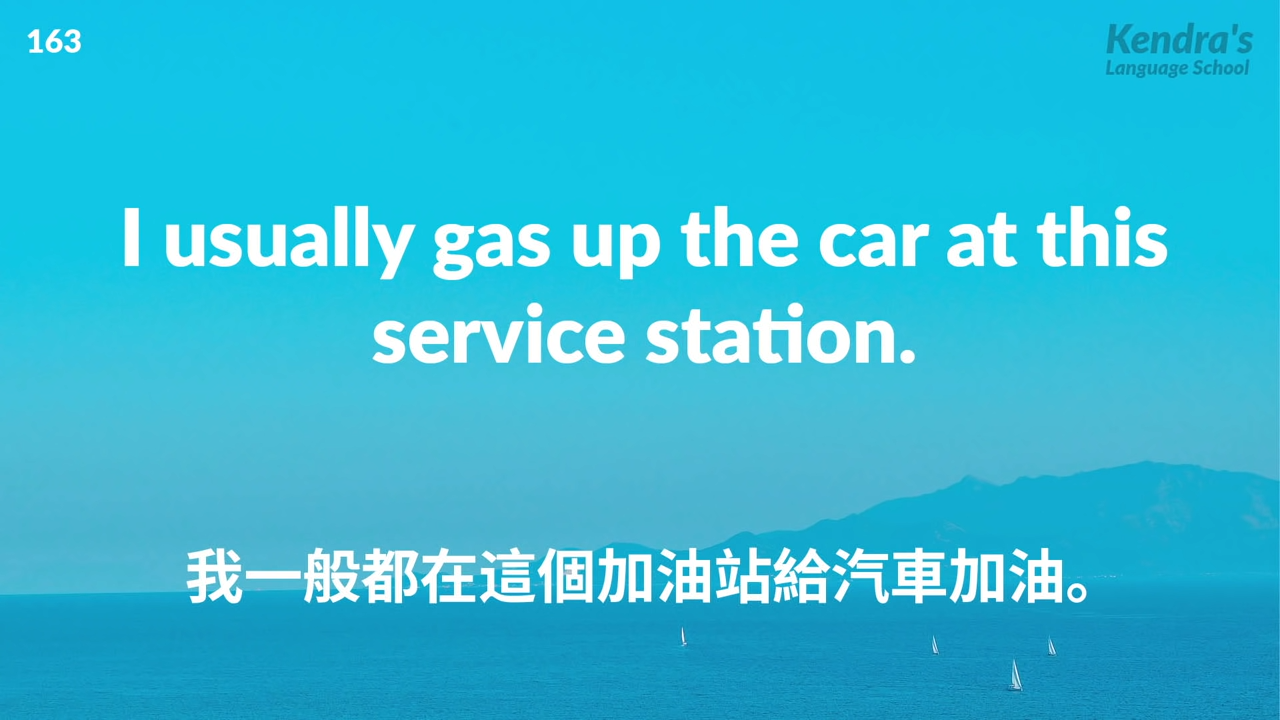 163
Kendra's
Language School
I usually gas up the car at this
service station.
我一般都在這個加油站給汽車加油。